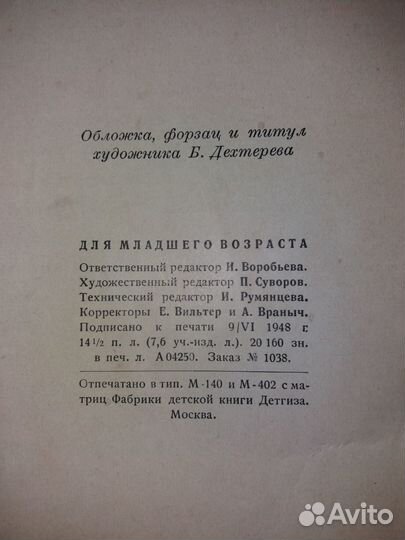 Обложка, форзац и титул
художника Б. Дехтерева
ДЛЯ МЛАДШЕГО ВОЗРАСТА
Ответственный редактор И. Воробьева.
Художественный редактор П. Суворов.
Технический редактор И. Румянцева.
Корректоры Е. Вильтер и А. Враныч.
Подписано к печати 9/VI 1948 г.
14½ п. л. (7,6 уч.-изд. л.). 20 160 зн.
в печ. л. А04250. Заказ № 1038.
Отпечатано в тип. М-140 и М-402 с ма-
триц Фабрики детской книги Детгиза.
Москва.
Avito